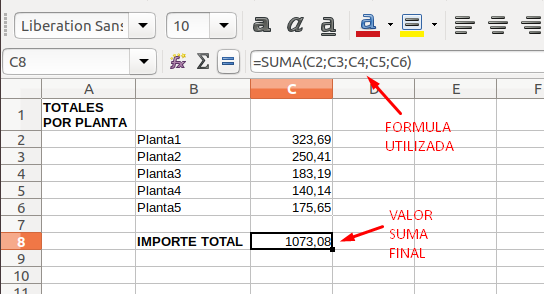 Liberation Sans
10
a a a a
C8
fx Σ =
=SUMA(C2;C3;C4;C5;C6)
A B C D E F
1 TOTALES
POR PLANTA
FORMULA
UTILIZADA
2 Planta1 323,69
3 Planta2 250,41
4 Planta3 183,19
5 Planta4 140,14
6 Planta5 175,65
7
VALOR
SUMA
FINAL
8 IMPORTE TOTAL 1073,08
9
10
11